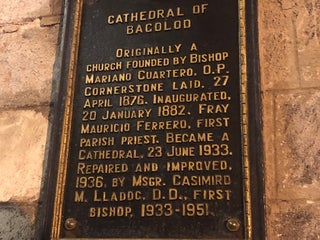 CATHEDRAL OF
BACOLOD
ORIGINALLY A
CHURCH FOUNDED BY BISHOP
MARIANO CUARTERO, O.P.
CORNERSTONE LAID, 27
APRIL 1876. INAUGURATED,
20 JANUARY 1882. FRAY
MAURICIO FERRERO, FIRST
PARISH PRIEST. BECAME A
CATHEDRAL, 23 JUNE 1933.
REPAIRED AND IMPROVED,
1936, BY MSGR. CASIMIRO
M. LLADOC, D.D., FIRST
BISHOP, 1933-1951.